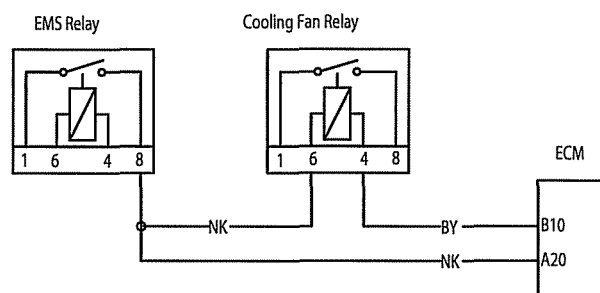 EMS Relay
Cooling Fan Relay
1 6 4 8
1 6 4 8
ECM
NK
BY
B10
NK
A20